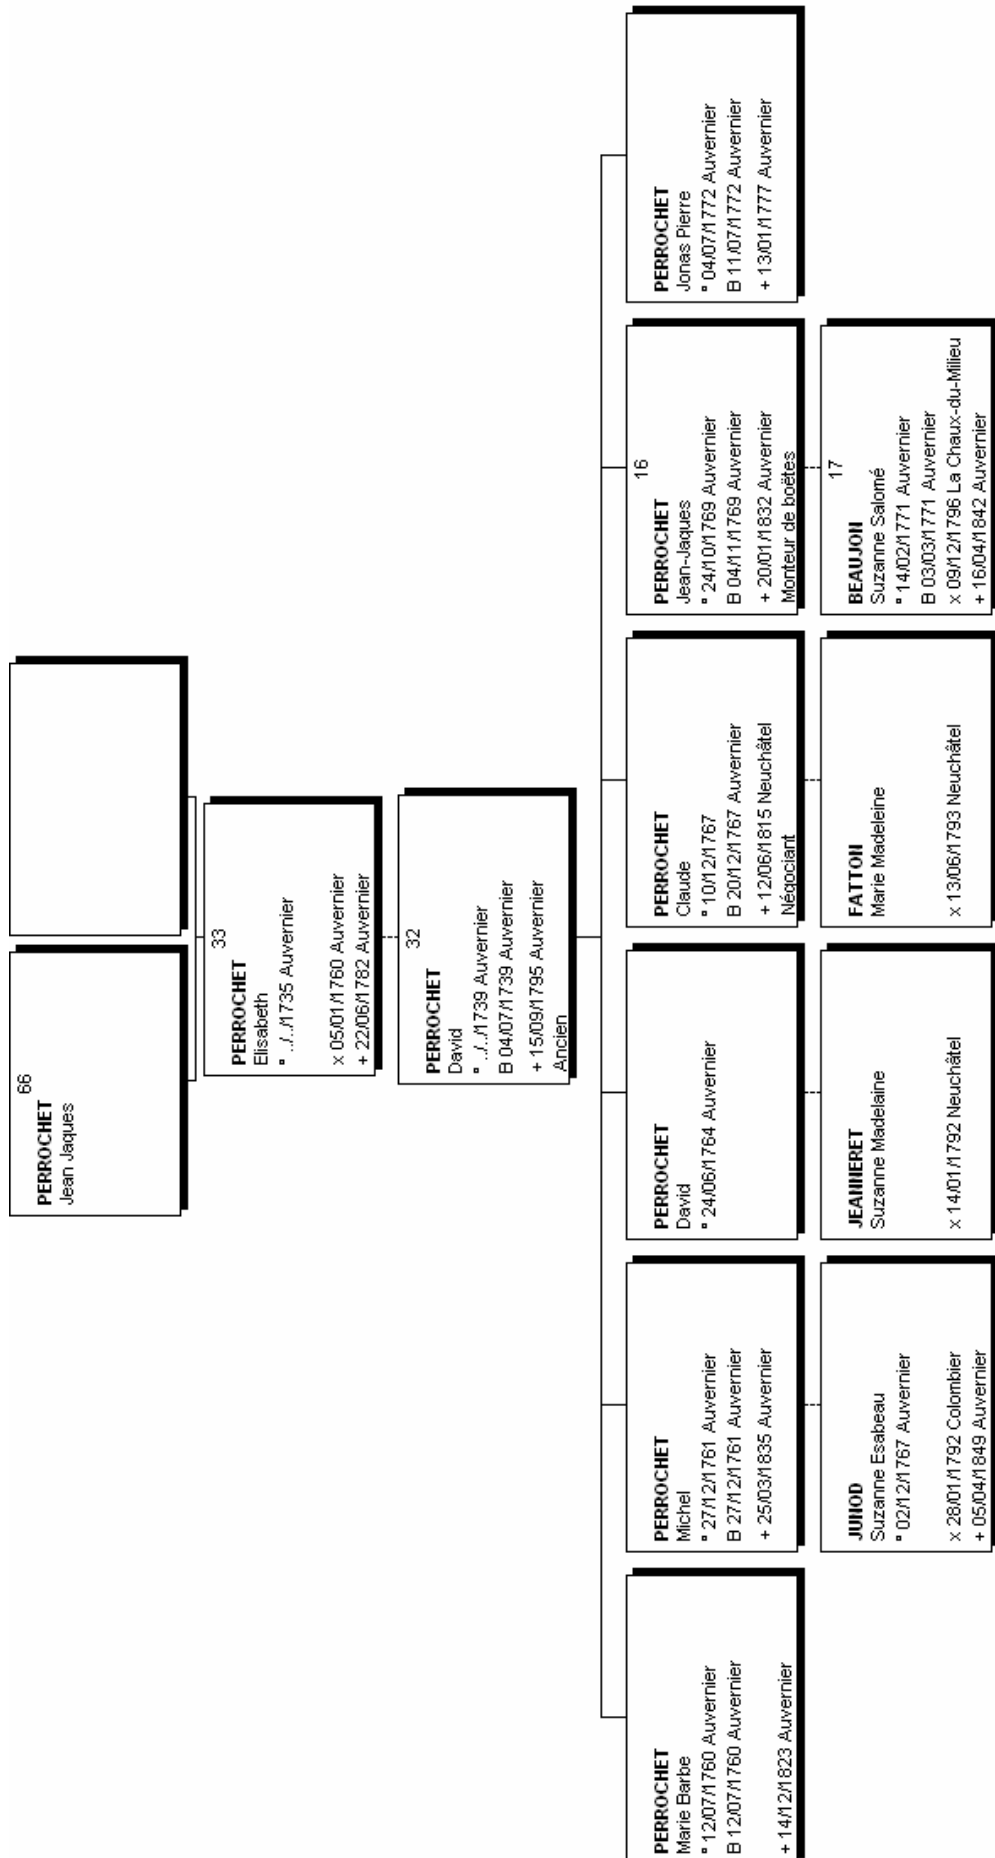 66
PERROCHET
Jean Jaques
33
PERROCHET
Elisabeth
° ../../1735 Auvernier
x 05/01/1760 Auvernier
+ 22/06/1782 Auvernier
32
PERROCHET
David
° ../../1739 Auvernier
B 04/07/1739 Auvernier
+ 15/09/1795 Auvernier
Ancien
PERROCHET
Marie Barbe
° 12/07/1760 Auvernier
B 12/07/1760 Auvernier
+ 14/12/1823 Auvernier
PERROCHET
Michel
° 27/12/1761 Auvernier
B 27/12/1761 Auvernier
+ 25/03/1835 Auvernier
PERROCHET
David
° 24/06/1764 Auvernier
PERROCHET
Claude
° 10/12/1767
B 20/12/1767 Auvernier
+ 12/06/1815 Neuchâtel
Négociant
16
PERROCHET
Jean-Jaques
° 24/10/1769 Auvernier
B 04/11/1769 Auvernier
+ 20/01/1832 Auvernier
Monteur de boëtes
PERROCHET
Jonas Pierre
° 04/07/1772 Auvernier
B 11/07/1772 Auvernier
+ 13/01/1777 Auvernier
JUNOD
Suzanne Esabeau
° 02/12/1767 Auvernier
x 28/01/1792 Colombier
+ 05/04/1849 Auvernier
JEANNERET
Suzanne Madelaine
x 14/01/1792 Neuchâtel
FATTON
Marie Madeleine
x 13/06/1793 Neuchâtel
17
BEAUJON
Suzanne Salomé
° 14/02/1771 Auvernier
B 03/03/1771 Auvernier
x 09/12/1796 La Chaux-du-Milieu
+ 16/04/1842 Auvernier